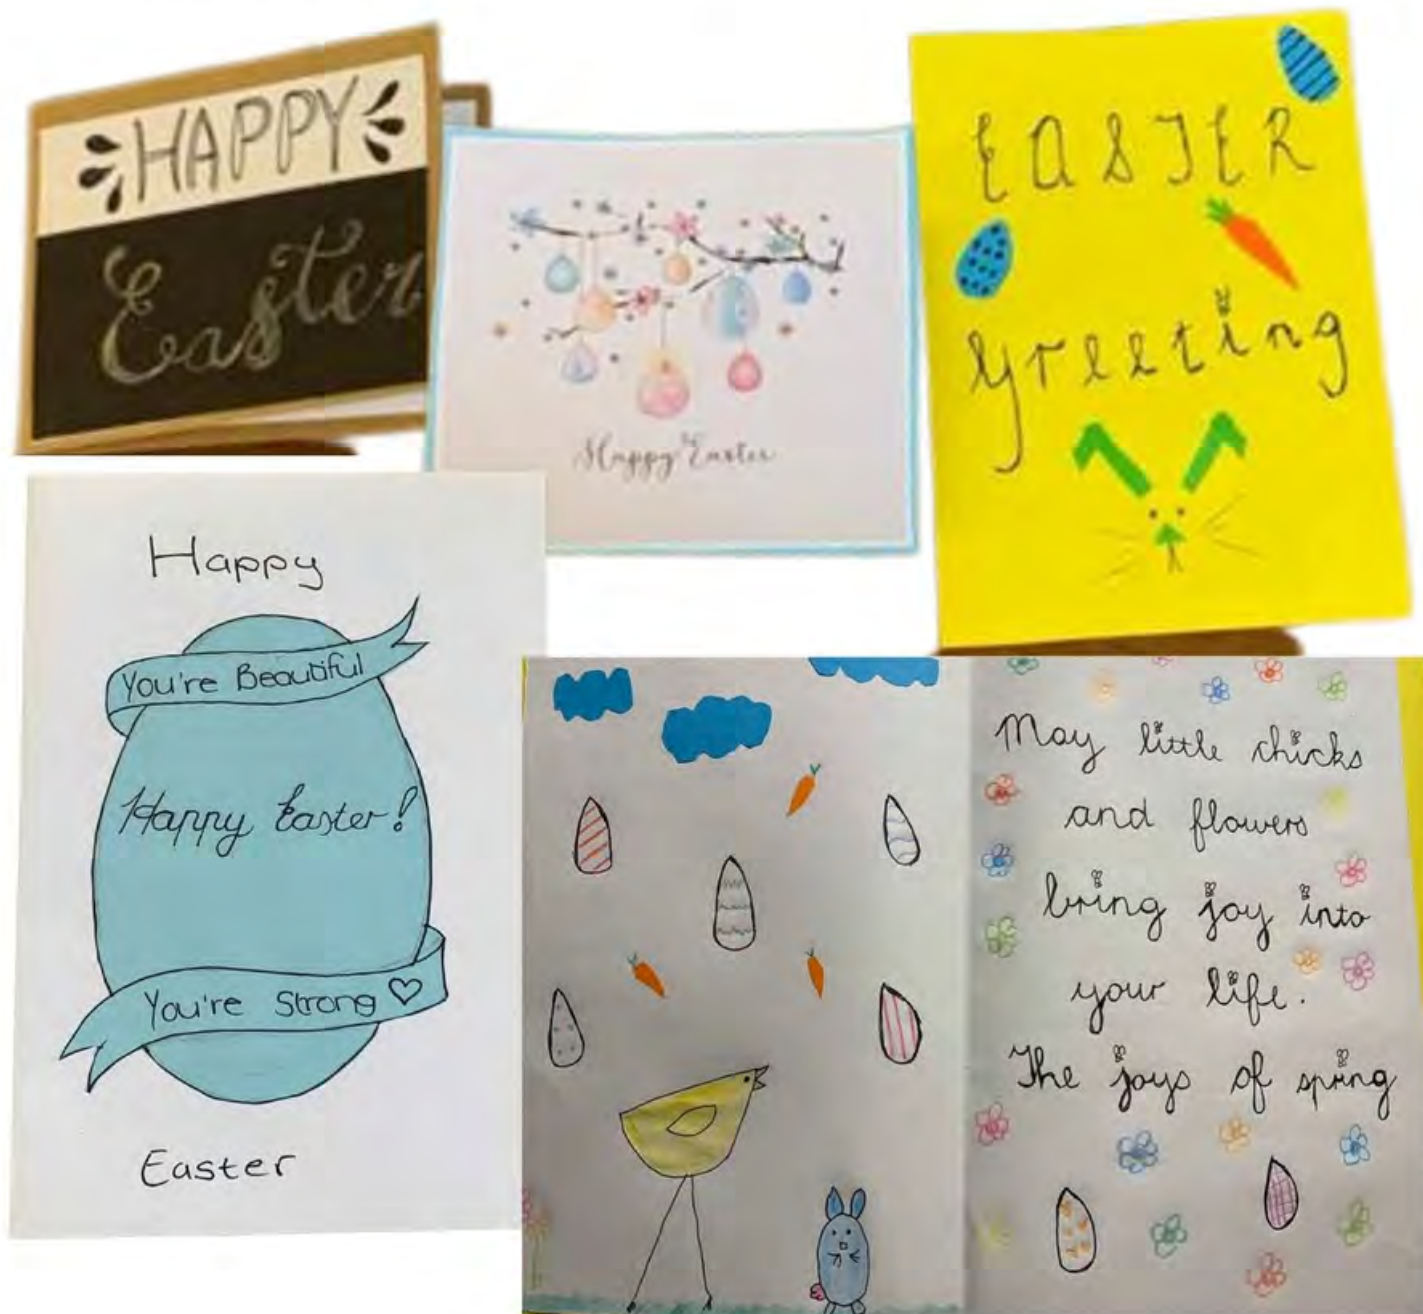 HAPPY
Easter
Happy Easter
EASTER
greeting
Happy
You're Beautiful
Happy Easter!
You're Strong
Easter
May little chicks
and flowers
bring joy into
your life.
The joys of spring